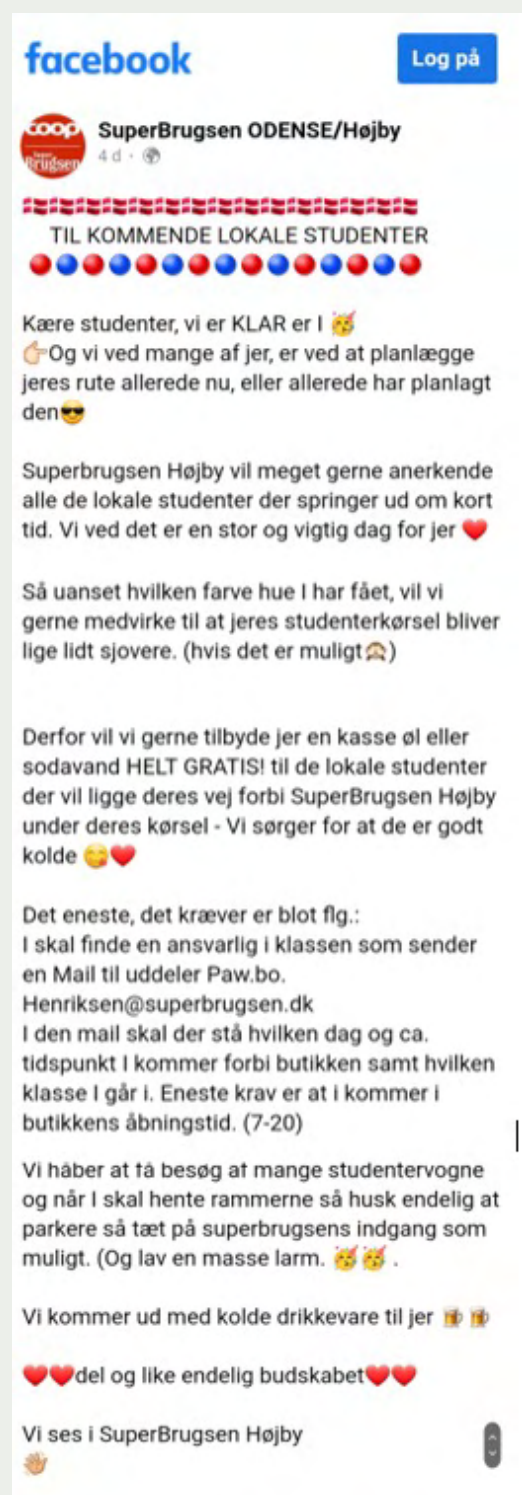 facebook
Log på
coop
Super
Brugsen
SuperBrugsen ODENSE/Højby
4 d ·
🇩🇰🇩🇰🇩🇰🇩🇰🇩🇰🇩🇰🇩🇰🇩🇰🇩🇰🇩🇰🇩🇰🇩🇰🇩🇰🇩🇰🇩🇰
TIL KOMMENDE LOKALE STUDENTER
🔴🔵🔴🔵🔴🔵🔴🔵🔴🔵🔴🔵🔴🔵🔴
Kære studenter, vi er KLAR er I 🥳
👉🏻Og vi ved mange af jer, er ved at planlægge
jeres rute allerede nu, eller allerede har planlagt
den😎
Superbrugsen Højby vil meget gerne anerkende
alle de lokale studenter der springer ud om kort
tid. Vi ved det er en stor og vigtig dag for jer ❤️
Så uanset hvilken farve hue I har fået, vil vi
gerne medvirke til at jeres studenterkørsel bliver
lige lidt sjovere. (hvis det er muligt🙈)
Derfor vil vi gerne tilbyde jer en kasse øl eller
sodavand HELT GRATIS! til de lokale studenter
der vil ligge deres vej forbi SuperBrugsen Højby
under deres kørsel - Vi sørger for at de er godt
kolde 😋❤️
Det eneste, det kræver er blot flg.:
I skal finde en ansvarlig i klassen som sender
en Mail til uddeler Paw.bo.
Henriksen@superbrugsen.dk
I den mail skal der stå hvilken dag og ca.
tidspunkt I kommer forbi butikken samt hvilken
klasse I går i. Eneste krav er at i kommer i
butikkens åbningstid. (7-20)
Vi håber at få besøg af mange studentervogne
og når I skal hente rammerne så husk endelig at
parkere så tæt på superbrugsens indgang som
muligt. (Og lav en masse larm. 🥳🥳 .
Vi kommer ud med kolde drikkevare til jer 🍺🍺
❤️❤️del og like endelig budskabet❤️❤️
Vi ses i SuperBrugsen Højby
👋🏼